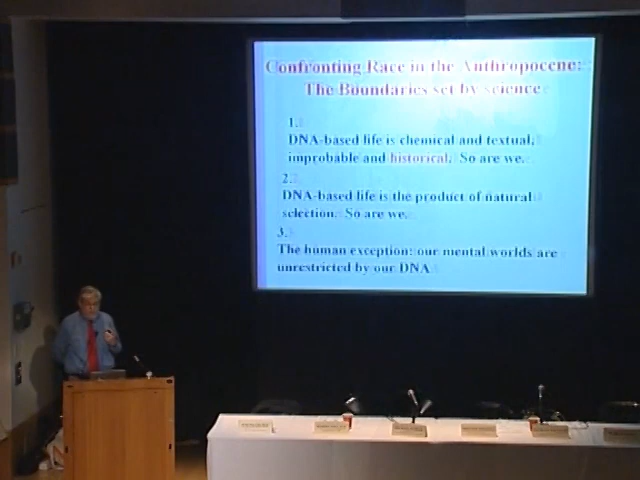 Confronting Race in the Anthropocene:
The Boundaries set by science
1.
DNA-based life is chemical and textual,
improbable and historical. So are we.
2.
DNA-based life is the product of natural
selection. So are we.
3.
The human exception: our mental worlds are
unrestricted by our DNA